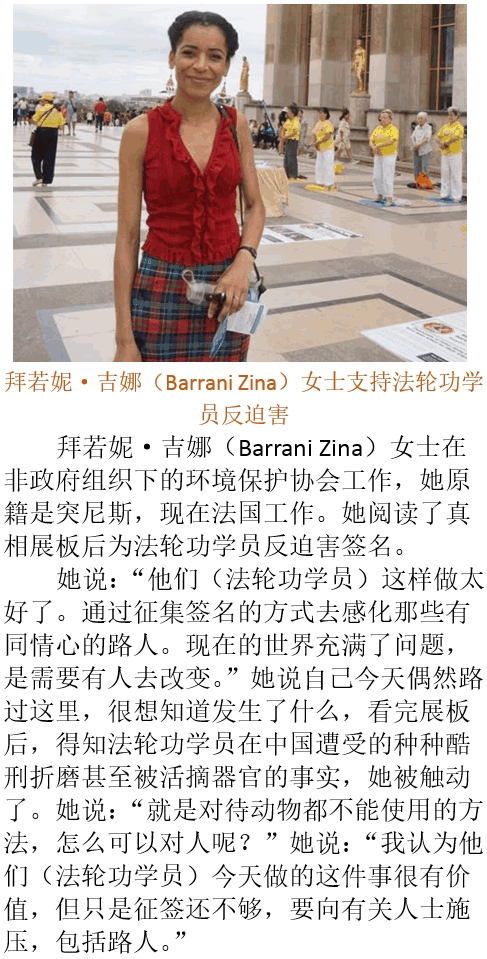 拜若妮·吉娜（Barrani Zina）女士支持法轮功学
员反迫害
拜若妮·吉娜（Barrani Zina）女士在
非政府组织下的环境保护协会工作，她原
籍是突尼斯，现在法国工作。她阅读了真
相展板后为法轮功学员反迫害签名。
她说：“他们（法轮功学员）这样做太
好了。通过征集签名的方式去感化那些有
同情心的路人。现在的世界充满了问题，
是需要有人去改变。”她说自己今天偶然路
过这里，很想知道发生了什么，看完展板
后，得知法轮功学员在中国遭受的种种酷
刑折磨甚至被活摘器官的事实，她被触动
了。她说：“就是对待动物都不能使用的方
法，怎么可以对人呢？”她说：“我认为他
们（法轮功学员）今天做的这件事很有价
值，但只是征签还不够，要向有关人士施
压，包括路人。”